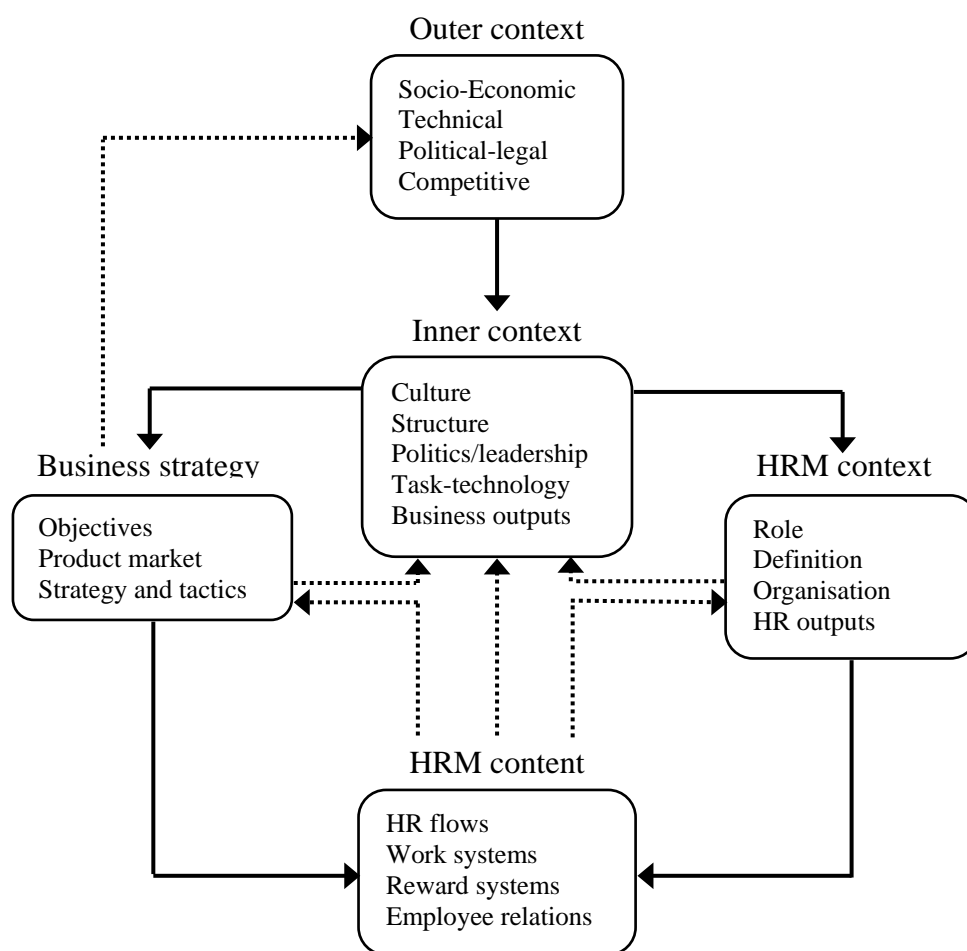 Outer context
Socio-Economic
Technical
Political-legal
Competitive
Inner context
Culture
Structure
Politics/leadership
Task-technology
Business outputs
Business strategy
Objectives
Product market
Strategy and tactics
HRM context
Role
Definition
Organisation
HR outputs
HRM content
HR flows
Work systems
Reward systems
Employee relations